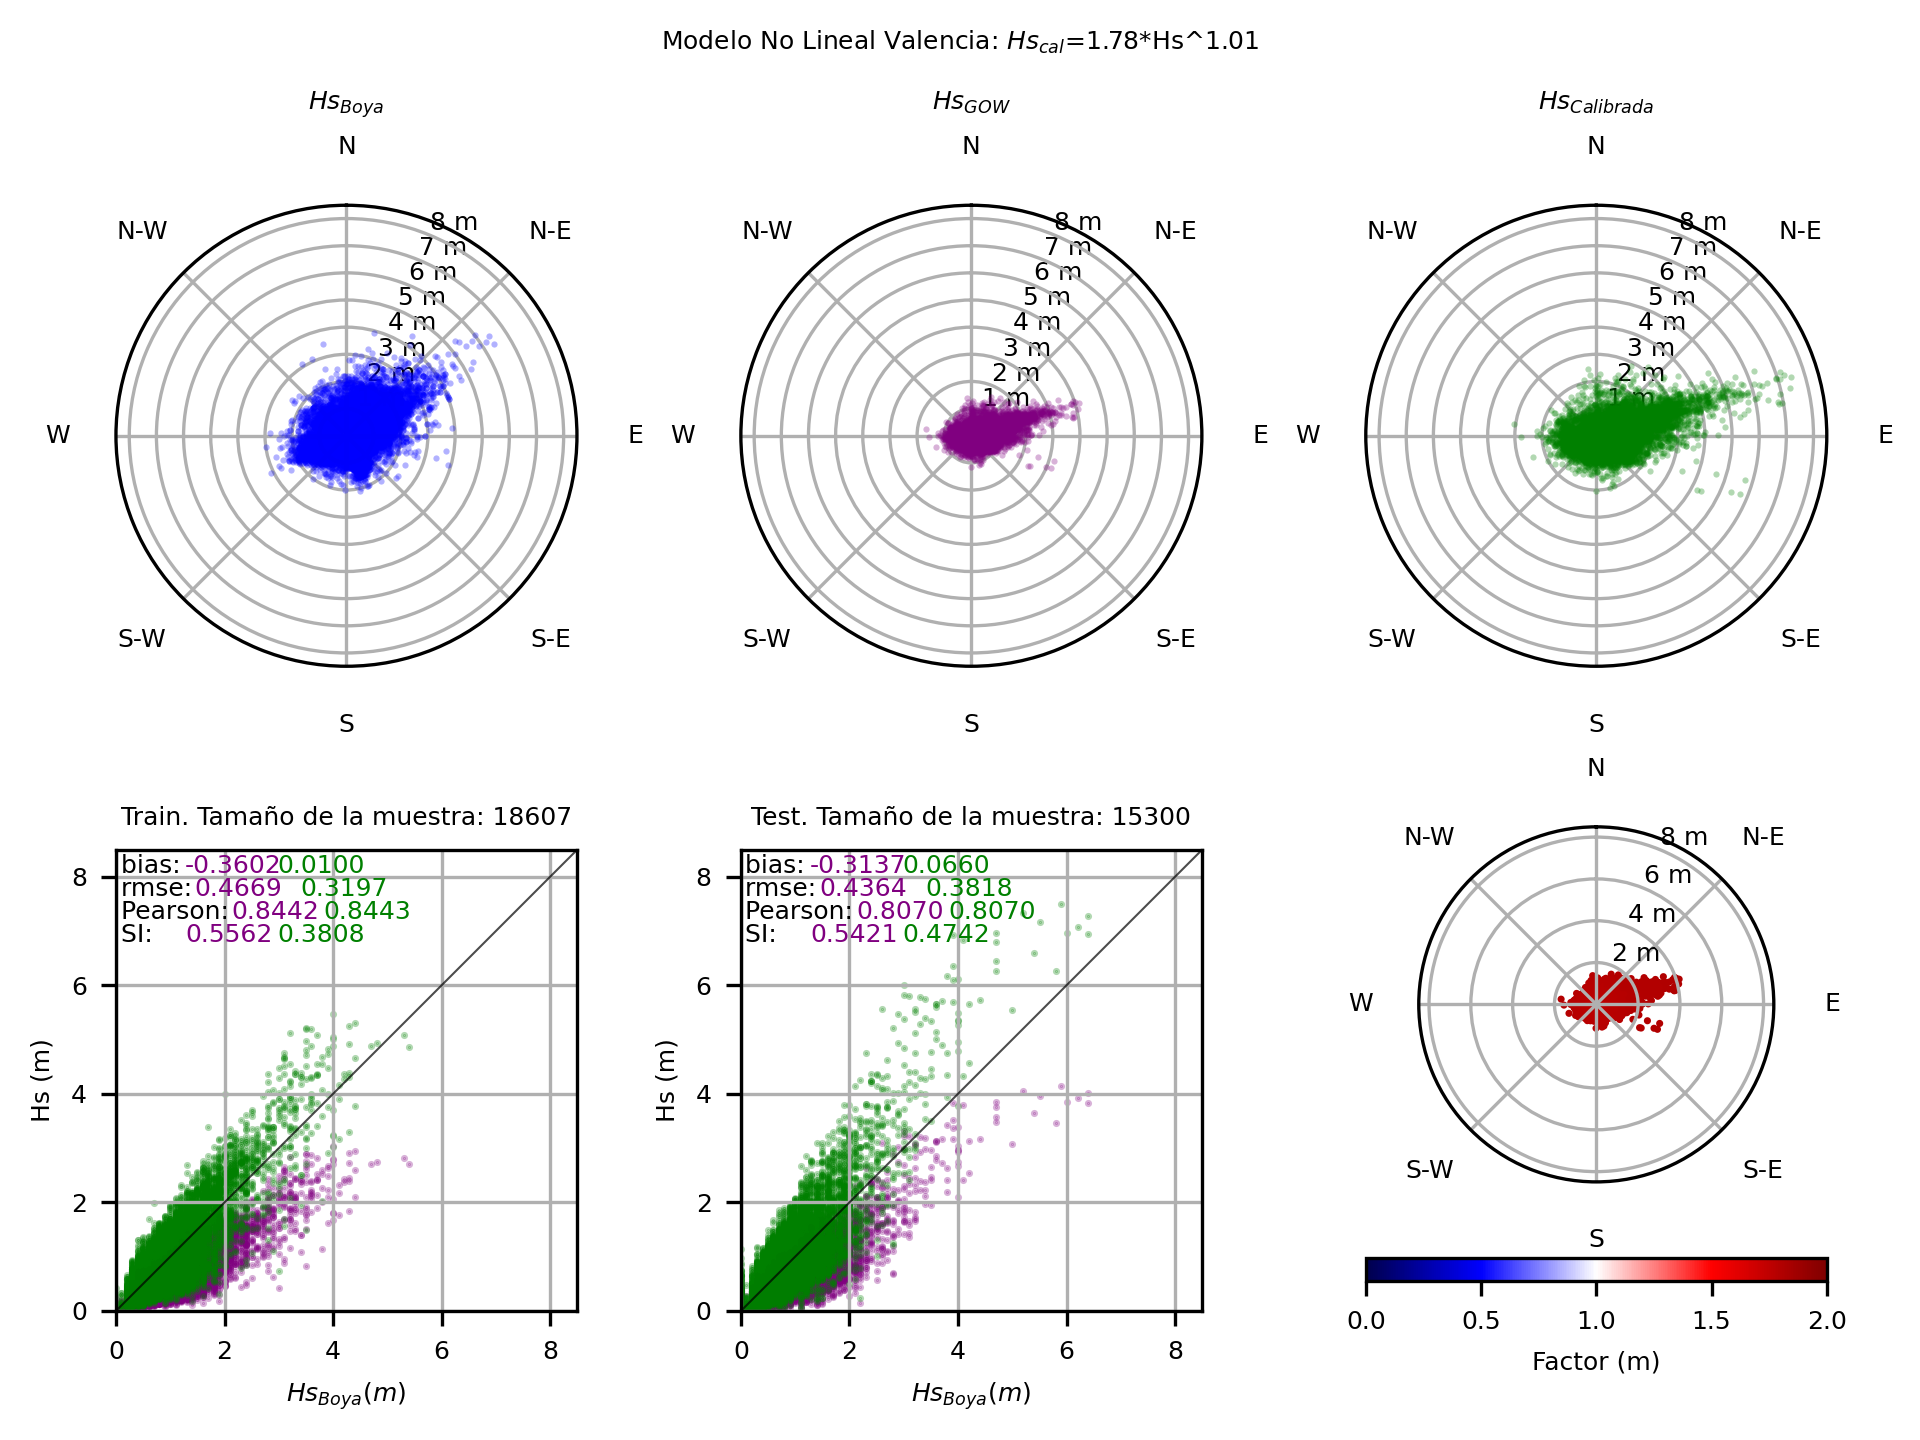 Modelo No Lineal Valencia: Hs_cal=1.78*Hs^1.01
Hs_Boya
N
N-W
N-E
8 m
7 m
6 m
5 m
4 m
3 m
2 m
W
E
S-W
S-E
S
Hs_GOW
N
N-W
N-E
8 m
7 m
6 m
5 m
4 m
3 m
2 m
1 m
W
E
S-W
S-E
S
Hs_Calibrada
N
N-W
N-E
8 m
7 m
6 m
5 m
4 m
3 m
2 m
1 m
W
E
S-W
S-E
S
Train. Tamaño de la muestra: 18607
bias: -0.3602 0.0100
rmse: 0.4669 0.3197
Pearson: 0.8442 0.8443
SI: 0.5562 0.3808
Hs (m)
8
6
4
2
0
0 2 4 6 8
Hs_Boya(m)
Test. Tamaño de la muestra: 15300
bias: -0.3137 0.0660
rmse: 0.4364 0.3818
Pearson: 0.8070 0.8070
SI: 0.5421 0.4742
Hs (m)
8
6
4
2
0
0 2 4 6 8
Hs_Boya(m)
N
N-W
N-E
8 m
6 m
4 m
2 m
W
E
S-W
S-E
S
0.0 0.5 1.0 1.5 2.0
Factor (m)